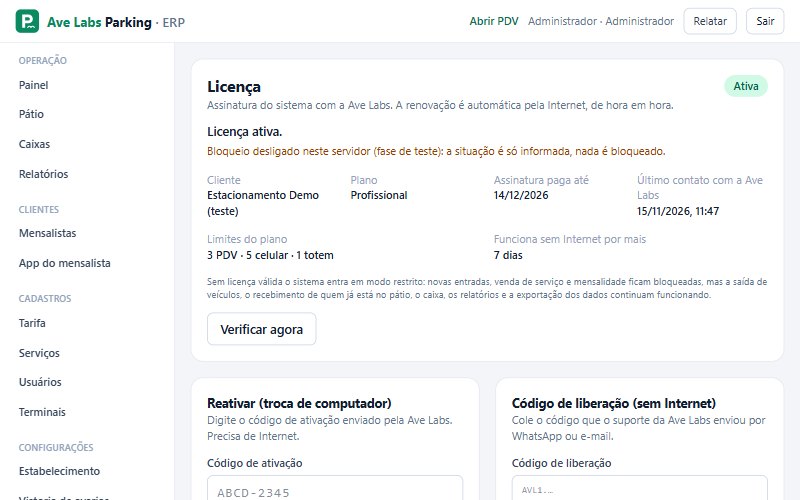 Ave Labs Parking · ERP
Abrir PDV
Administrador · Administrador
Relatar
Sair
OPERAÇÃO
Painel
Pátio
Caixas
Relatórios
CLIENTES
Mensalistas
App do mensalista
CADASTROS
Tarifa
Serviços
Usuários
Terminais
CONFIGURAÇÕES
Estabelecimento
Licença
Ativa
Assinatura do sistema com a Ave Labs. A renovação é automática pela Internet, de hora em hora.
Licença ativa.
Bloqueio desligado neste servidor (fase de teste): a situação é só informada, nada é bloqueado.
Cliente
Estacionamento Demo
(teste)
Plano
Profissional
Assinatura paga até
14/12/2026
Último contato com a Ave
Labs
15/11/2026, 11:47
Limites do plano
3 PDV · 5 celular · 1 totem
Funciona sem Internet por mais
7 dias
Sem licença válida o sistema entra em modo restrito: novas entradas, venda de serviço e mensalidade ficam bloqueadas, mas a saída de
veículos, o recebimento de quem já está no pátio, o caixa, os relatórios e a exportação dos dados continuam funcionando.
Verificar agora
Reativar (troca de computador)
Digite o código de ativação enviado pela Ave Labs.
Precisa de Internet.
Código de ativação
ABCD-2345
Código de liberação (sem Internet)
Cole o código que o suporte da Ave Labs enviou por
WhatsApp ou e-mail.
Código de liberação
AVL1.…